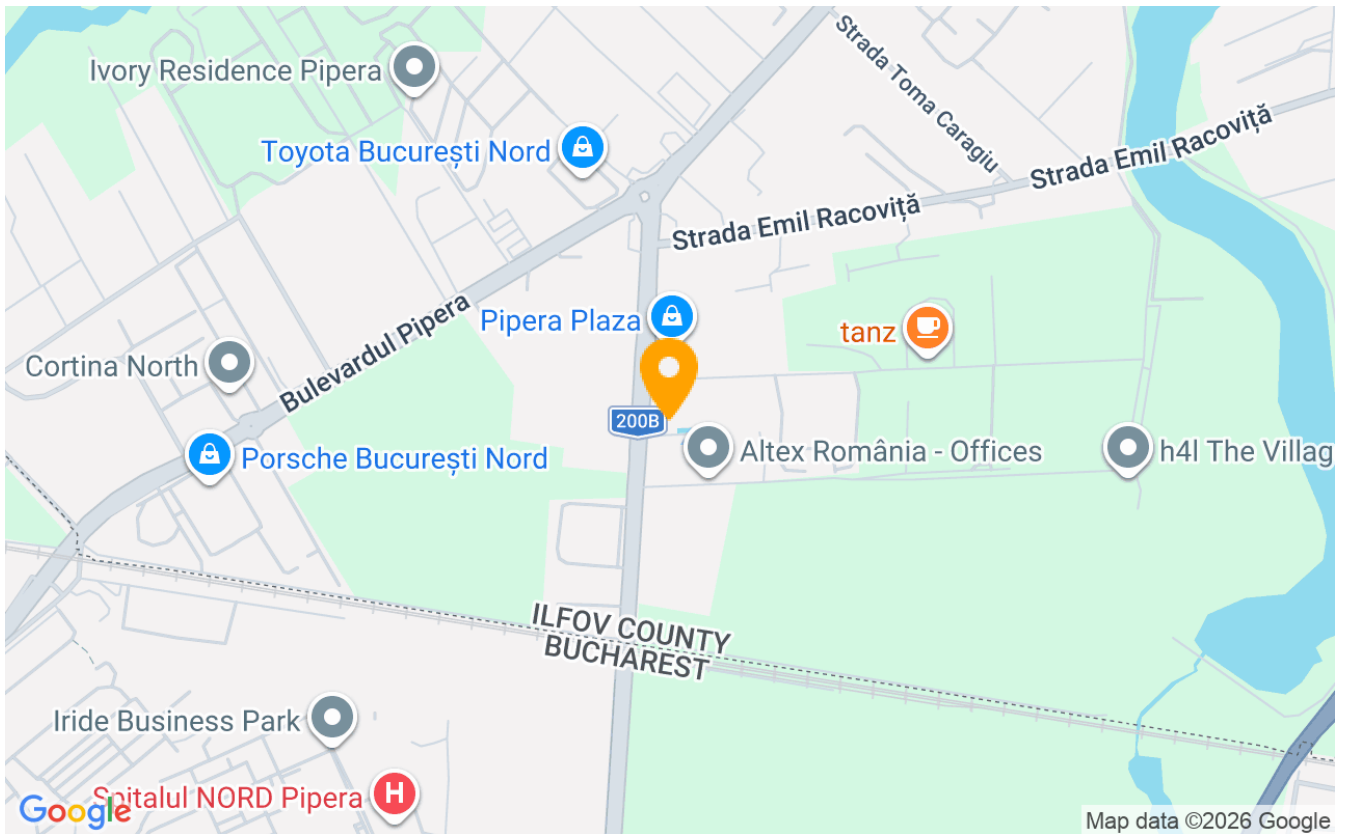 Strada Toma Caragiu
Ivory Residence Pipera
Toyota București Nord
Strada Emil Racoviță
Strada Emil Racoviță
Bulevardul Pipera
Pipera Plaza
tanz
Cortina North
200B
Porsche București Nord
Altex România - Offices
h4l The Villag
ILFOV COUNTY
BUCHAREST
Iride Business Park
Spitalul NORD Pipera
H
Google
Map data ©2026 Google